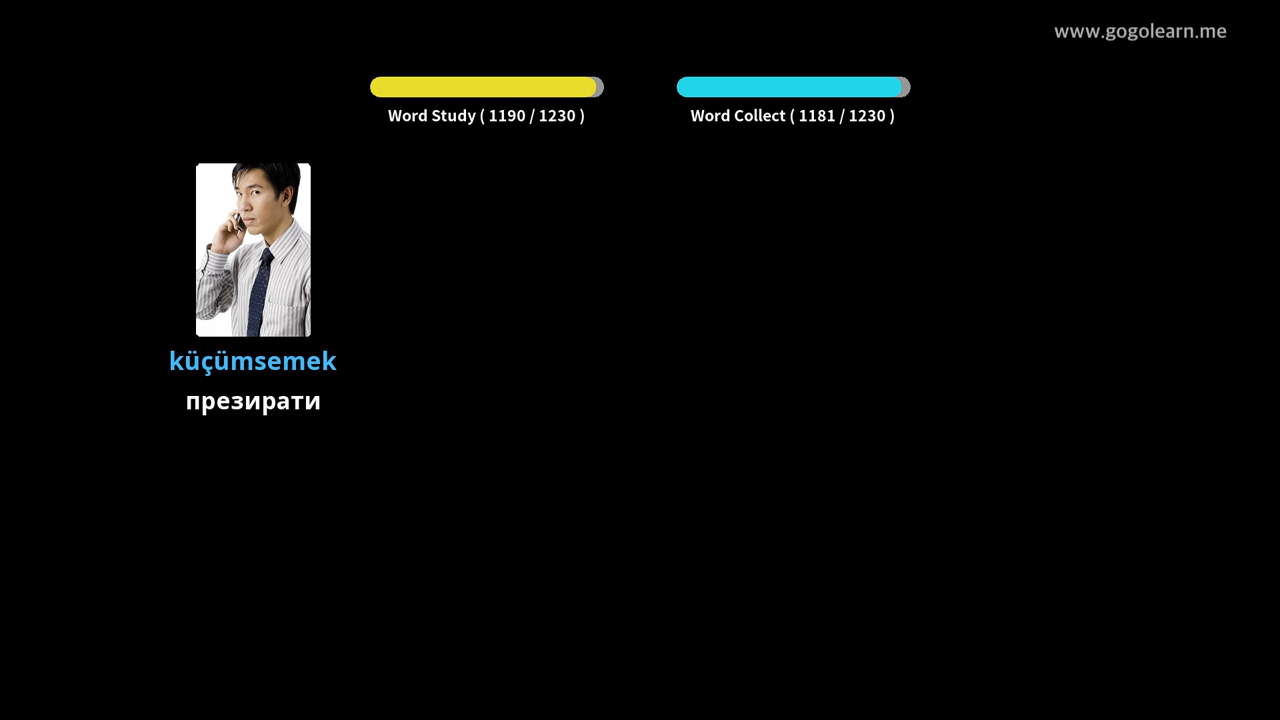 www.gogolearn.me
Word Study ( 1190 / 1230 )
Word Collect ( 1181 / 1230 )
küçümsemek
презирати